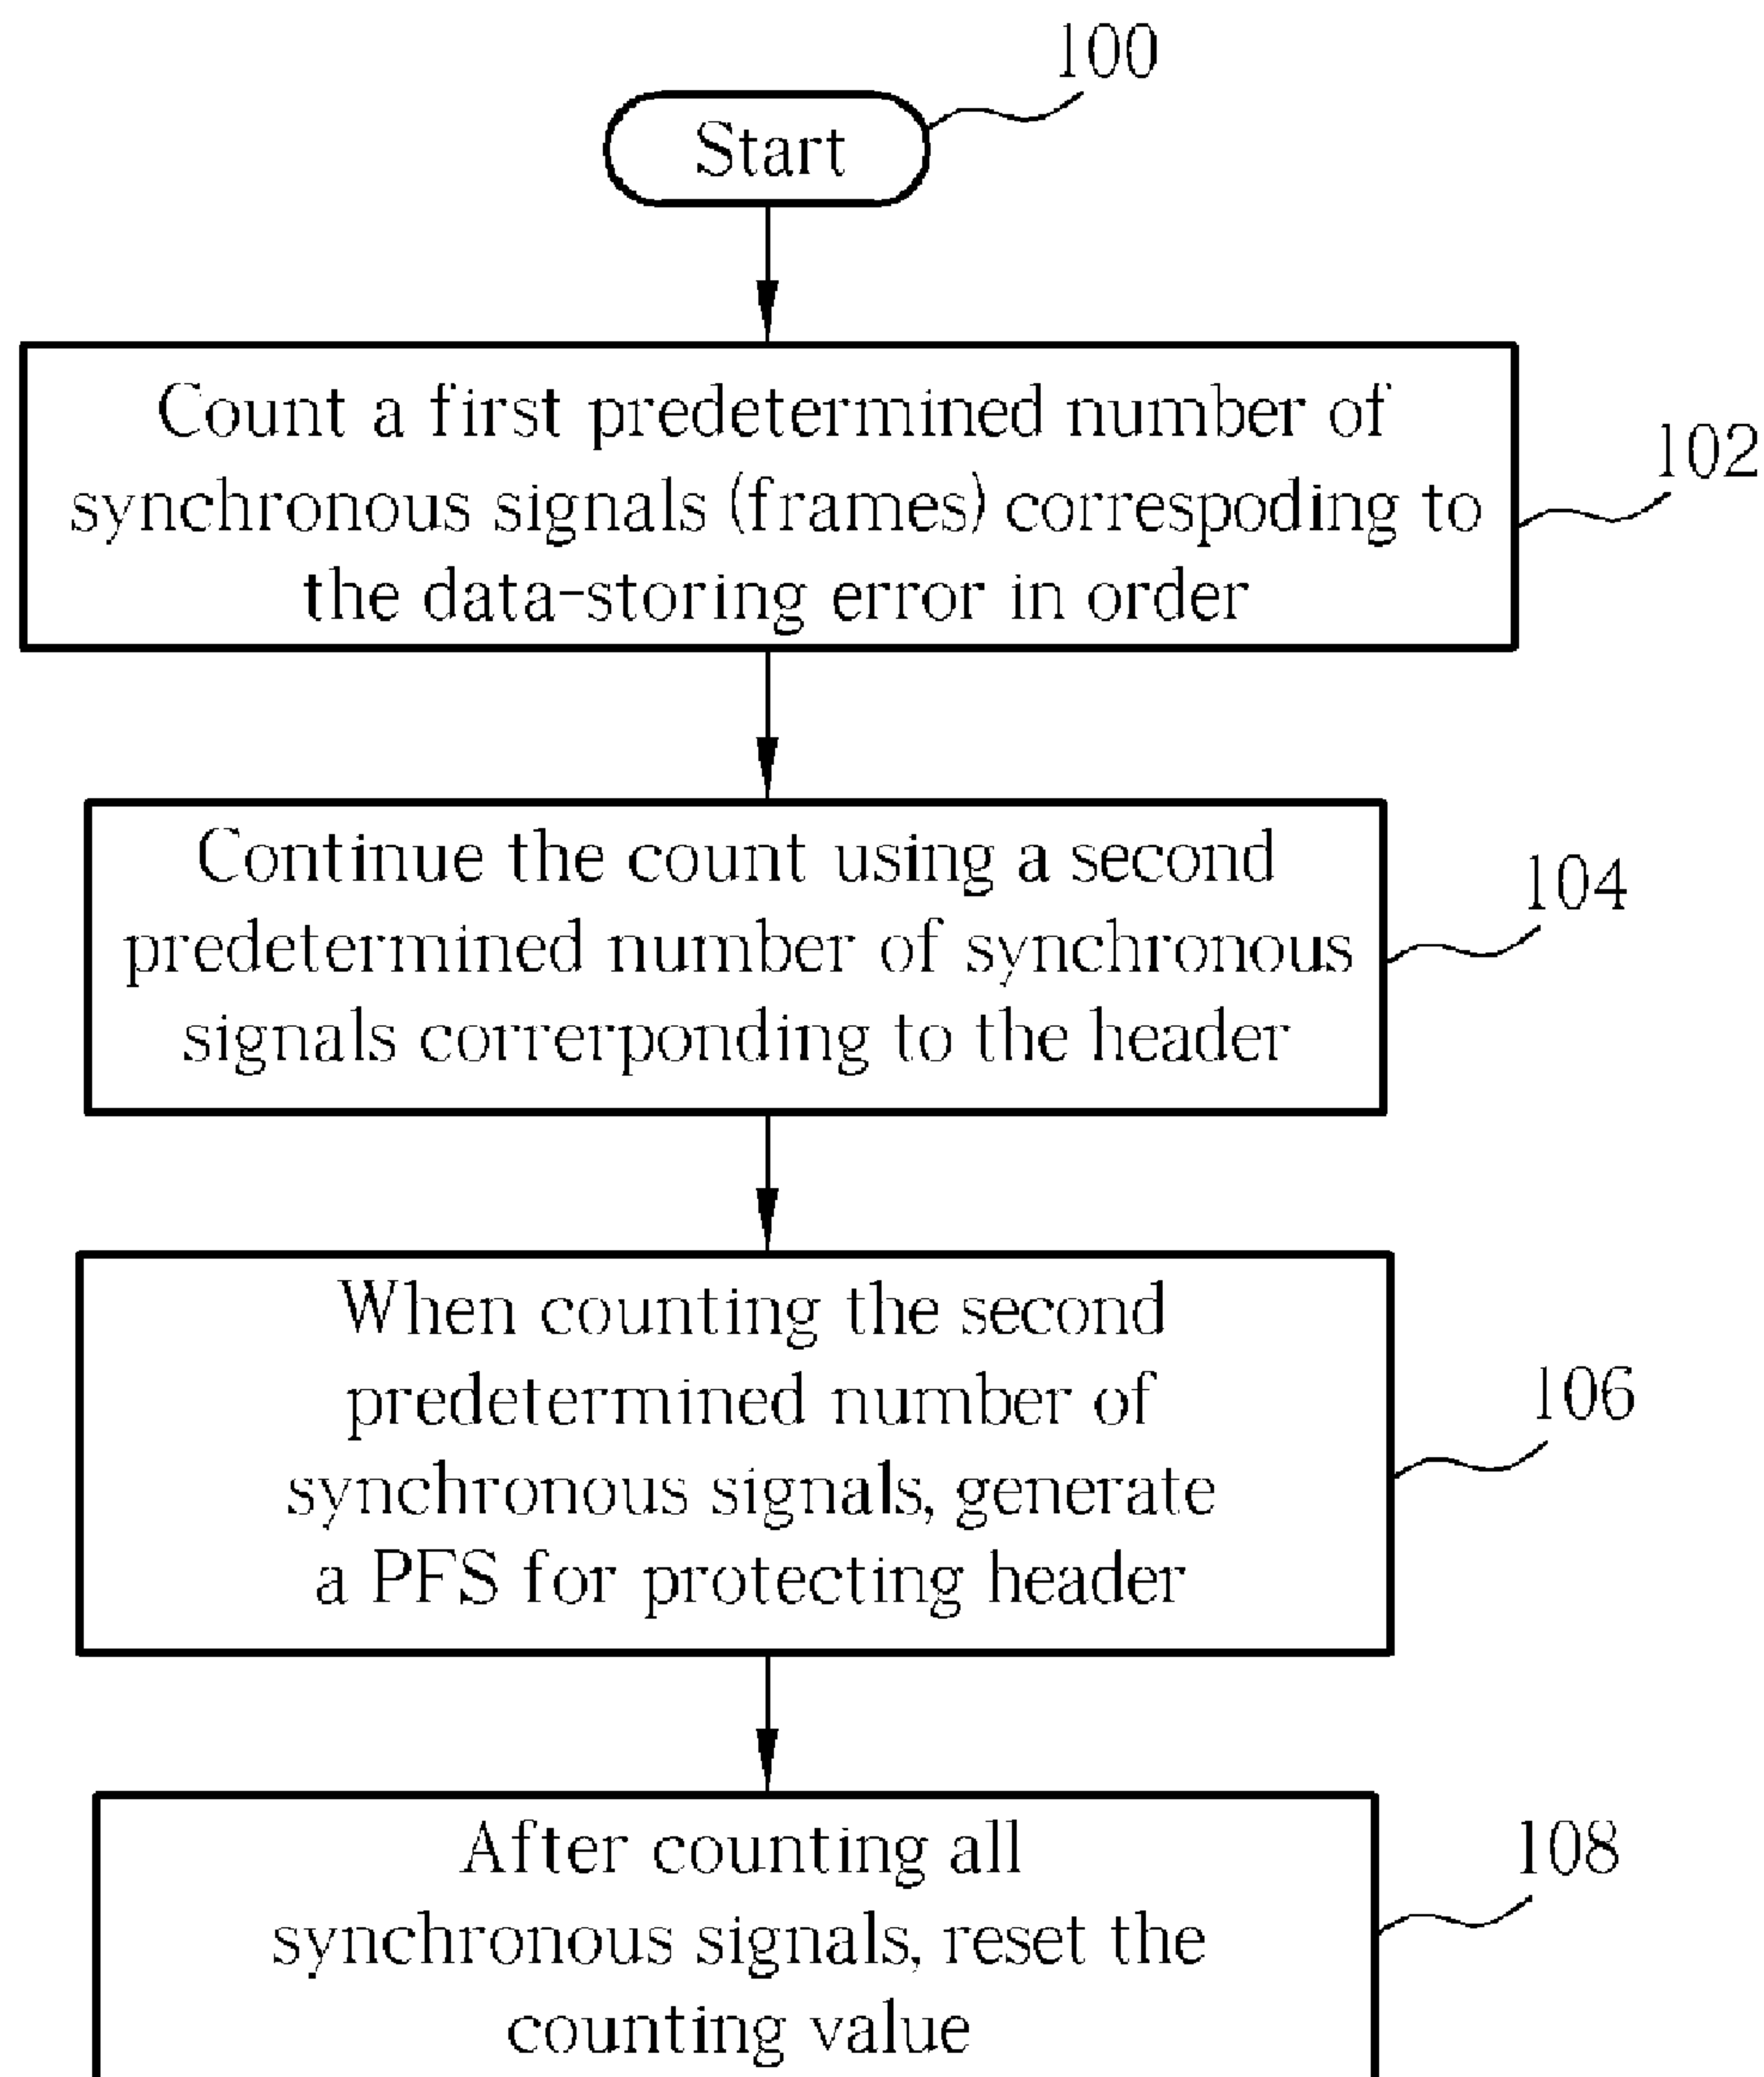 100
Start
Count a first predetermined number of
synchronous signals (frames) correspoding to
the data-storing error in order
102
Continue the count using a second
predetermined number of synchronous
signals correrponding to the header
104
When counting the second
predetermined number of
synchronous signals, generate
a PFS for protecting header
106
After counting all
synchronous signals, reset the
counting value
108